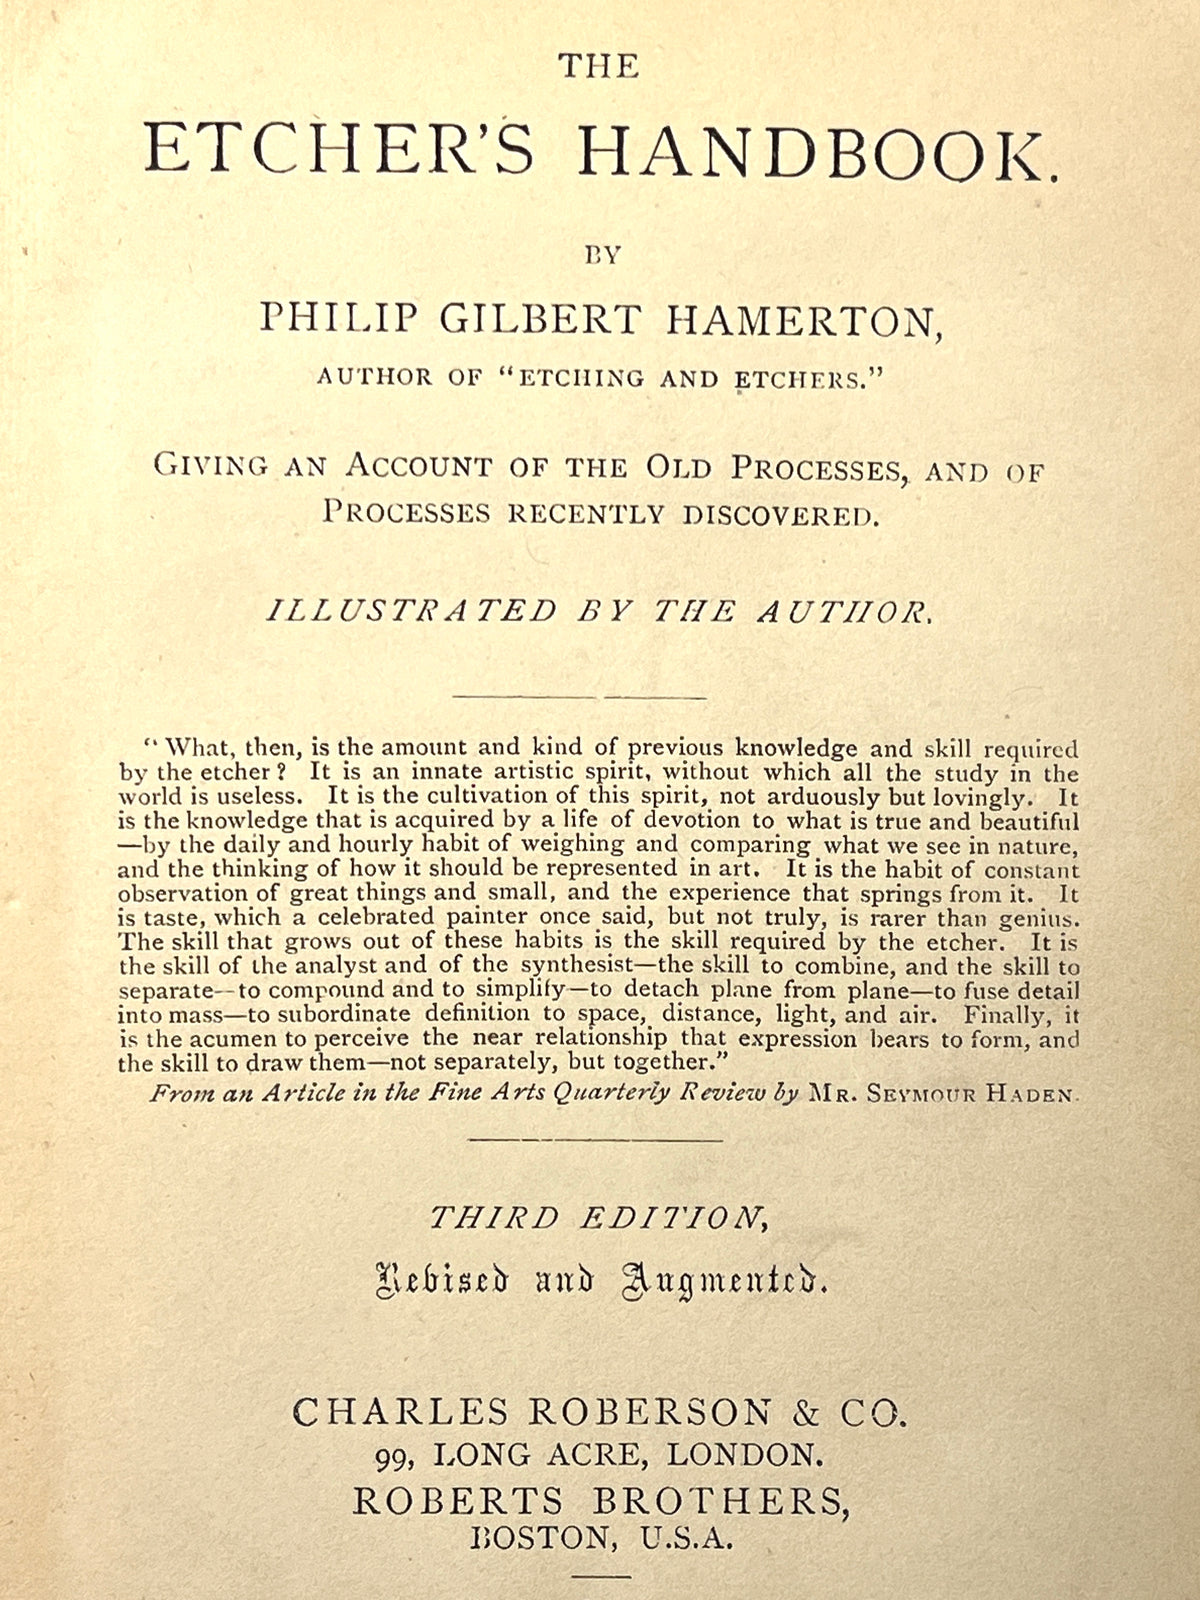 THE
ETCHER'S HANDBOOK.
BY
PHILIP GILBERT HAMERTON,
AUTHOR OF "ETCHING AND ETCHERS."
GIVING AN ACCOUNT OF THE OLD PROCESSES, AND OF
PROCESSES RECENTLY DISCOVERED.
ILLUSTRATED BY THE AUTHOR.
"What, then, is the amount and kind of previous knowledge and skill required
by the etcher? It is an innate artistic spirit, without which all the study in the
world is useless. It is the cultivation of this spirit, not arduously but lovingly. It
is the knowledge that is acquired by a life of devotion to what is true and beautiful
—by the daily and hourly habit of weighing and comparing what we see in nature,
and the thinking of how it should be represented in art. It is the habit of constant
observation of great things and small, and the experience that springs from it. It
is taste, which a celebrated painter once said, but not truly, is rarer than genius.
The skill that grows out of these habits is the skill required by the etcher. It is
the skill of the analyst and of the synthesist—the skill to combine, and the skill to
separate—to compound and to simplify—to detach plane from plane—to fuse detail
into mass—to subordinate definition to space, distance, light, and air. Finally, it
is the acumen to perceive the near relationship that expression bears to form, and
the skill to draw them—not separately, but together."
From an Article in the Fine Arts Quarterly Review by MR. SEYMOUR HADEN.
THIRD EDITION,
Revised and Augmented.
CHARLES ROBERSON & CO.
99, LONG ACRE, LONDON.
ROBERTS BROTHERS,
BOSTON, U.S.A.